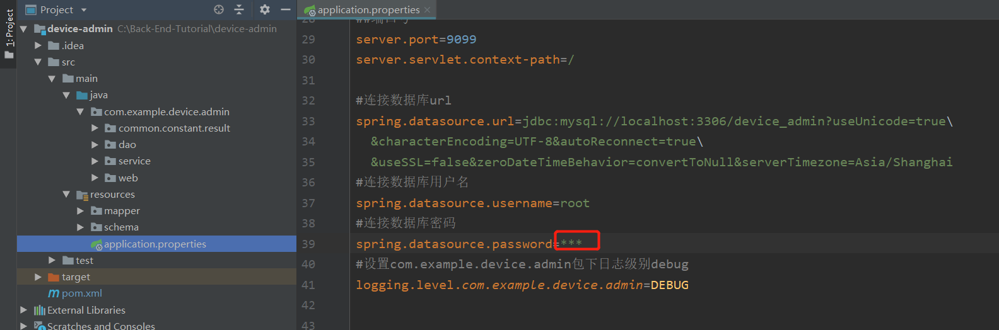 1: Project
Project
device-admin C:\Back-End-Tutorial\device-admin
.idea
src
main
java
com.example.device.admin
common.constant.result
dao
service
web
resources
mapper
schema
application.properties
test
target
pom.xml
External Libraries
Scratches and Consoles
application.properties
29 server.port=9099
30 server.servlet.context-path=/
31
32 #连接数据库url
33 spring.datasource.url=jdbc:mysql://localhost:3306/device_admin?useUnicode=true\
34 &characterEncoding=UTF-8&autoReconnect=true\
35 &useSSL=false&zeroDateTimeBehavior=convertToNull&serverTimezone=Asia/Shanghai
36 #连接数据库用户名
37 spring.datasource.username=root
38 #连接数据库密码
39 spring.datasource.password=***
40 #设置com.example.device.admin包下日志级别debug
41 logging.level.com.example.device.admin=DEBUG
42
43